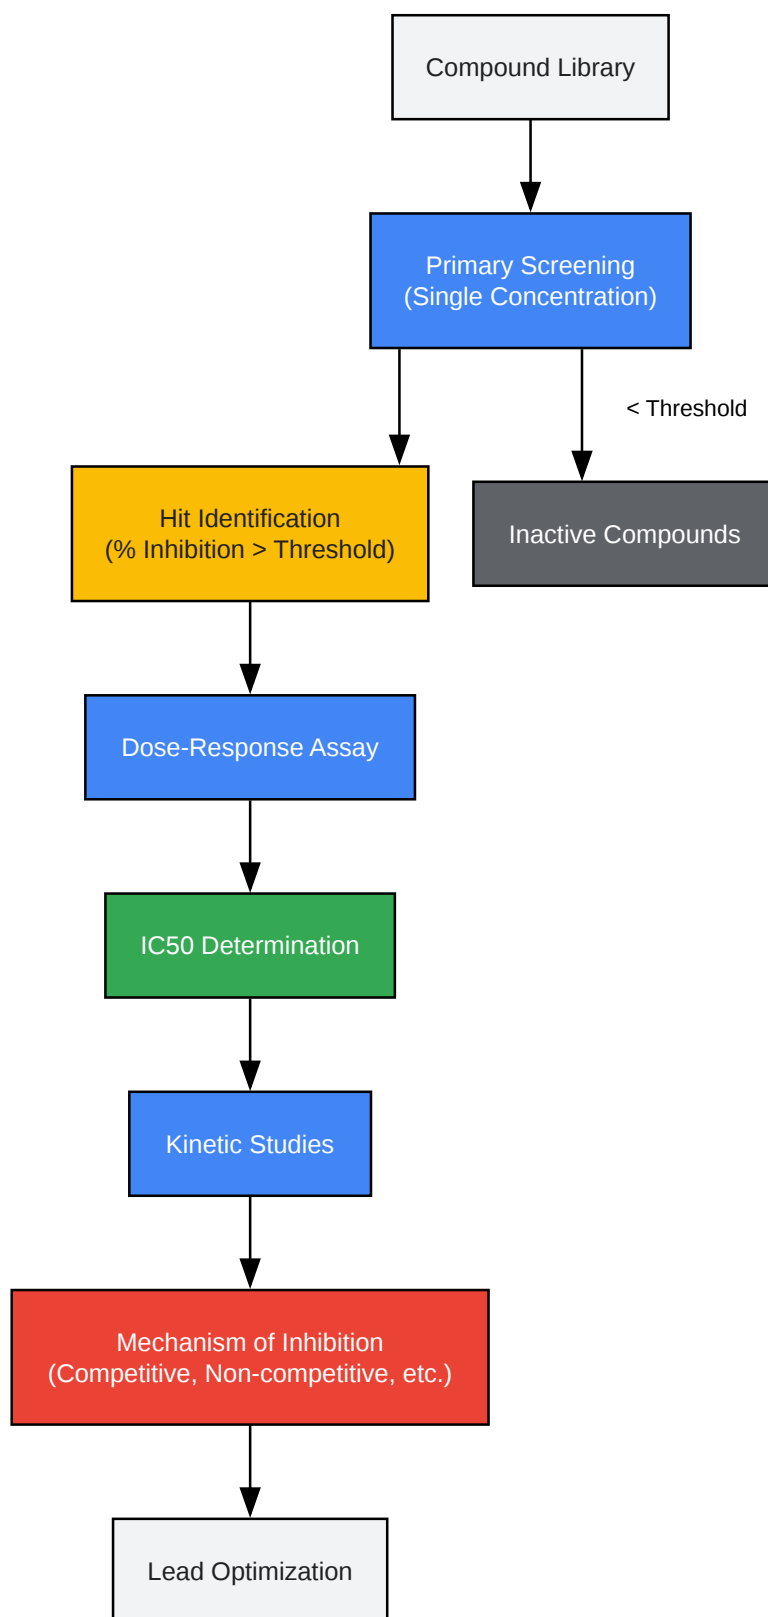 Compound Library
Primary Screening
(Single Concentration)
< Threshold
Hit Identification
(% Inhibition > Threshold)
Inactive Compounds
Dose-Response Assay
IC50 Determination
Kinetic Studies
Mechanism of Inhibition
(Competitive, Non-competitive, etc.)
Lead Optimization